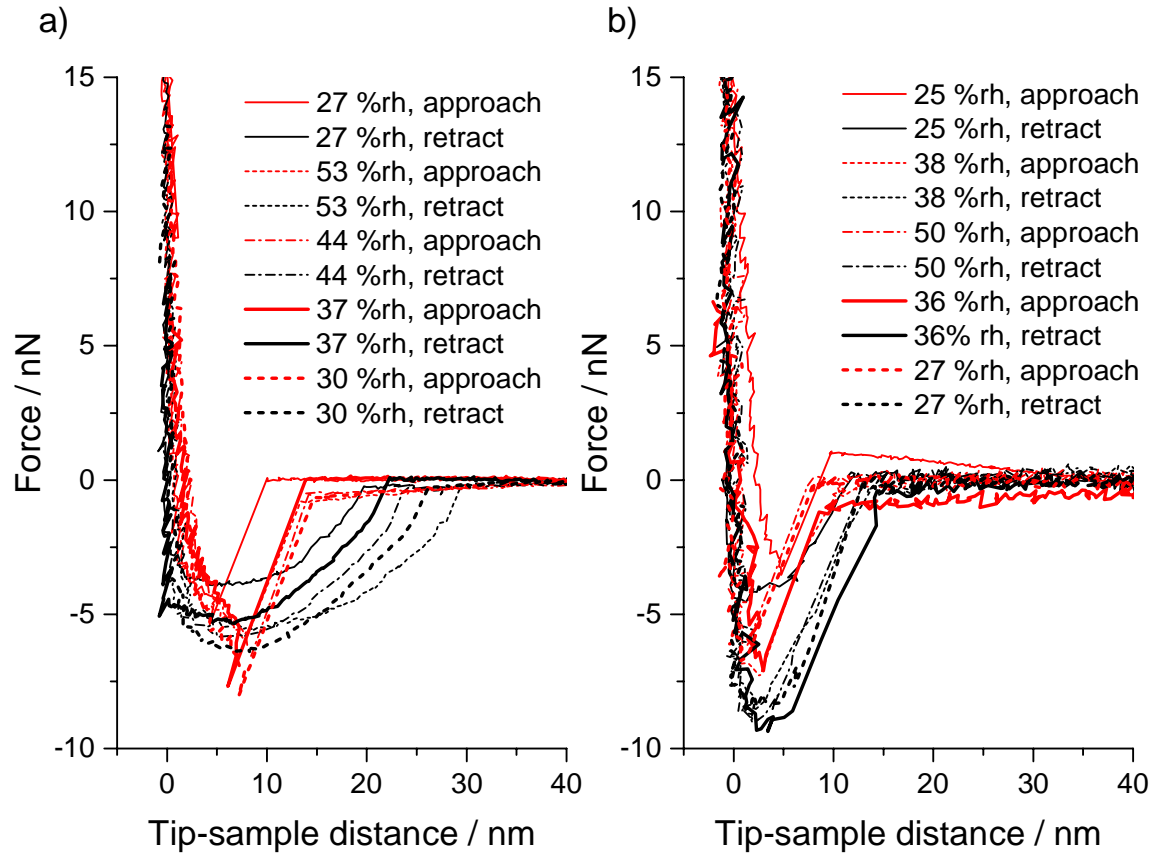 a)
15
10
5
0
-5
-10
Force / nN
27 %rh, approach
27 %rh, retract
53 %rh, approach
53 %rh, retract
44 %rh, approach
44 %rh, retract
37 %rh, approach
37 %rh, retract
30 %rh, approach
30 %rh, retract
0 10 20 30 40
Tip-sample distance / nm
b)
15
10
5
0
-5
-10
Force / nN
25 %rh, approach
25 %rh, retract
38 %rh, approach
38 %rh, retract
50 %rh, approach
50 %rh, retract
36 %rh, approach
36% rh, retract
27 %rh, approach
27 %rh, retract
0 10 20 30 40
Tip-sample distance / nm